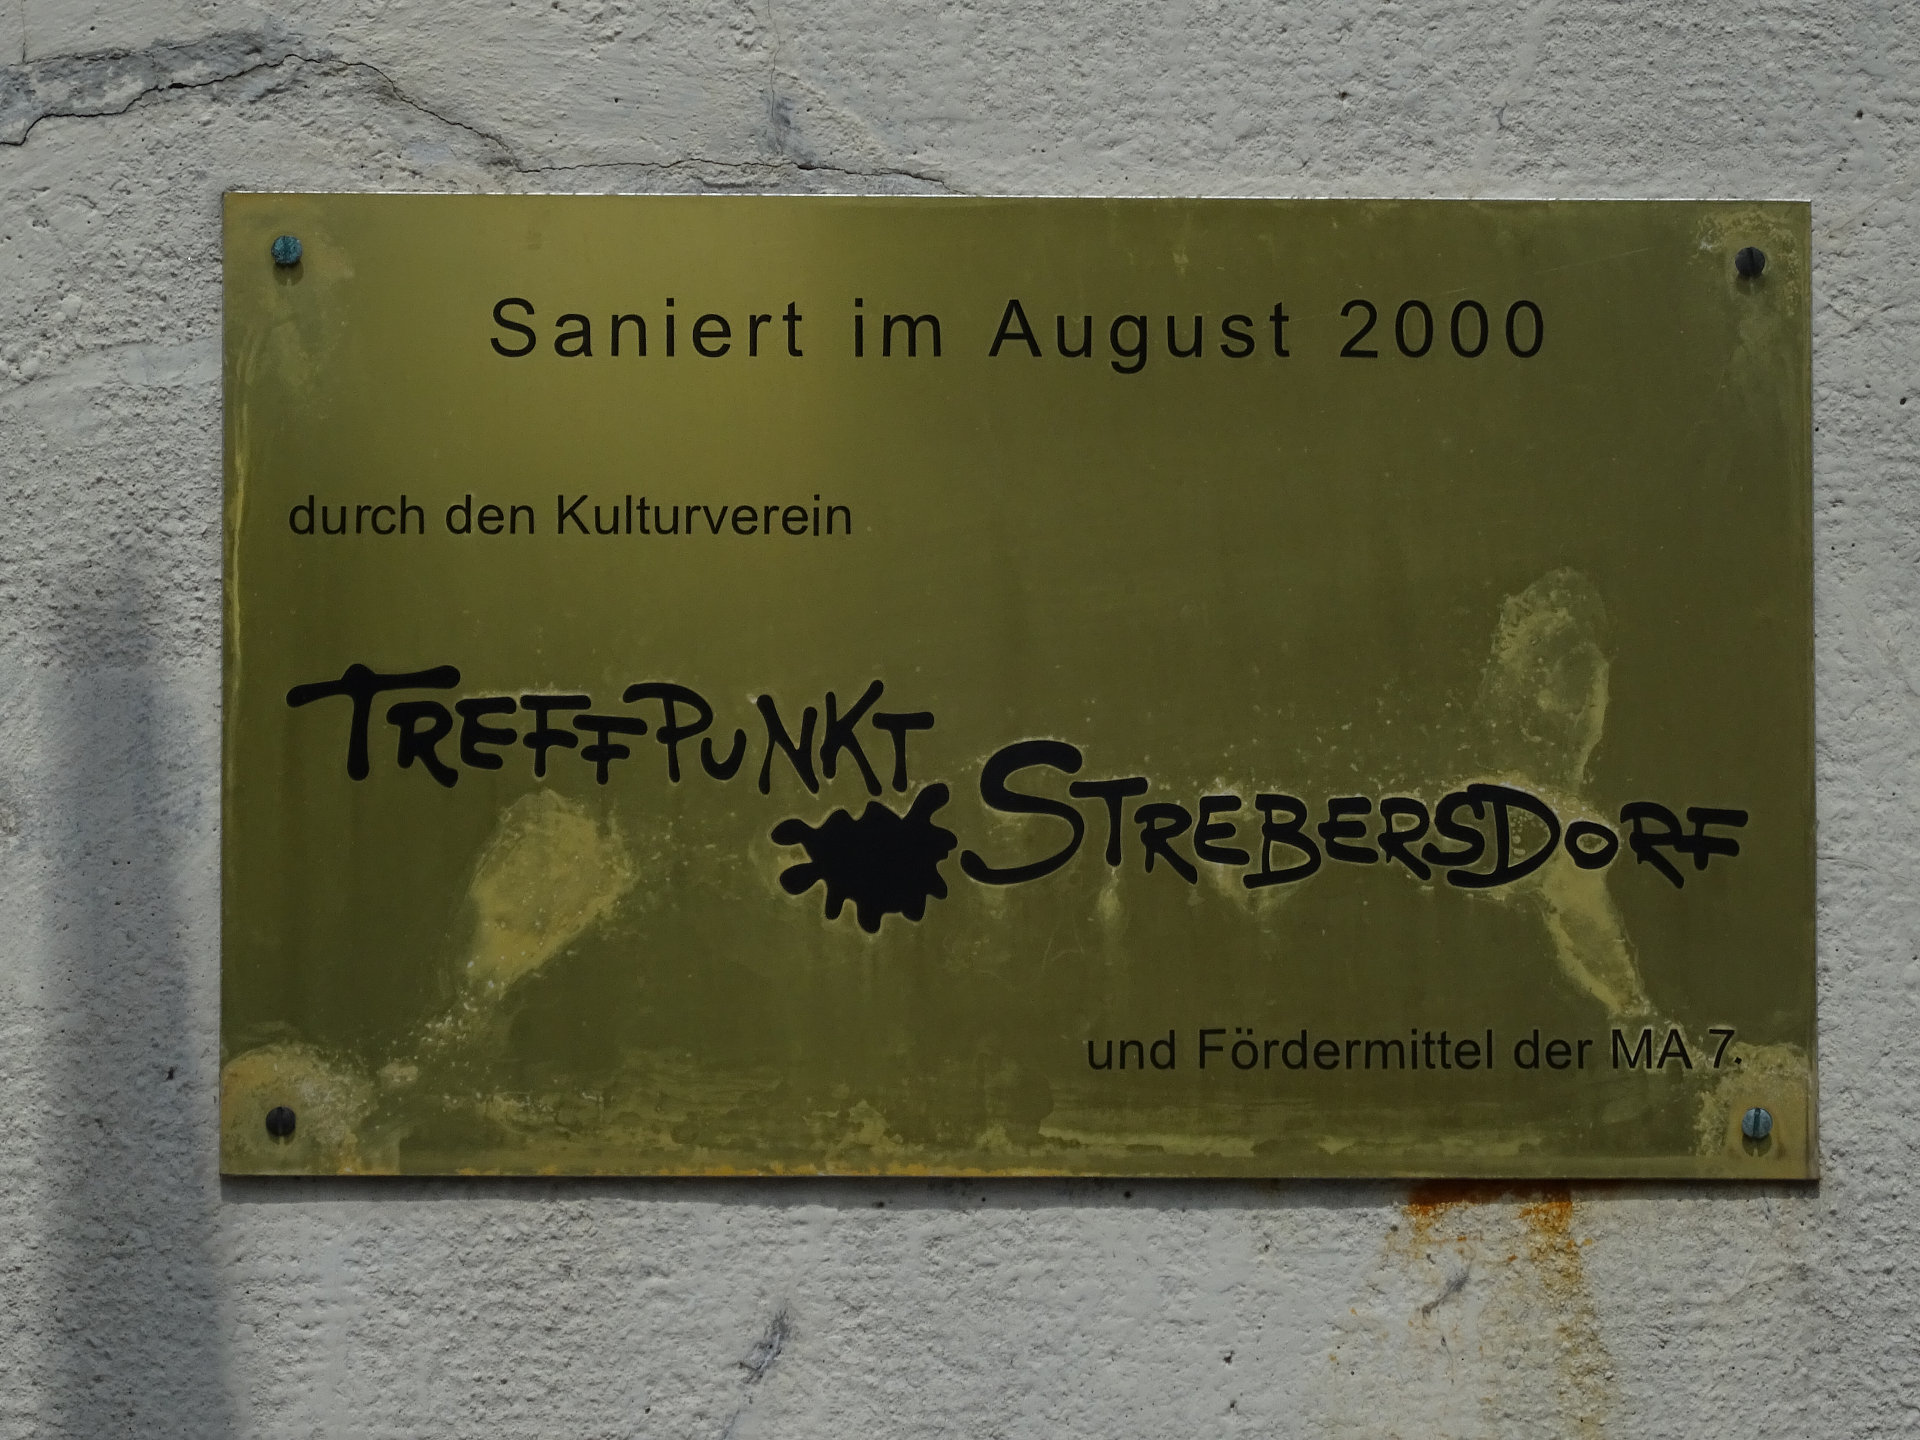 Saniert im August 2000
durch den Kulturverein
TREFFPUNKT
STREBERSDORF
und Fördermittel der MA 7.